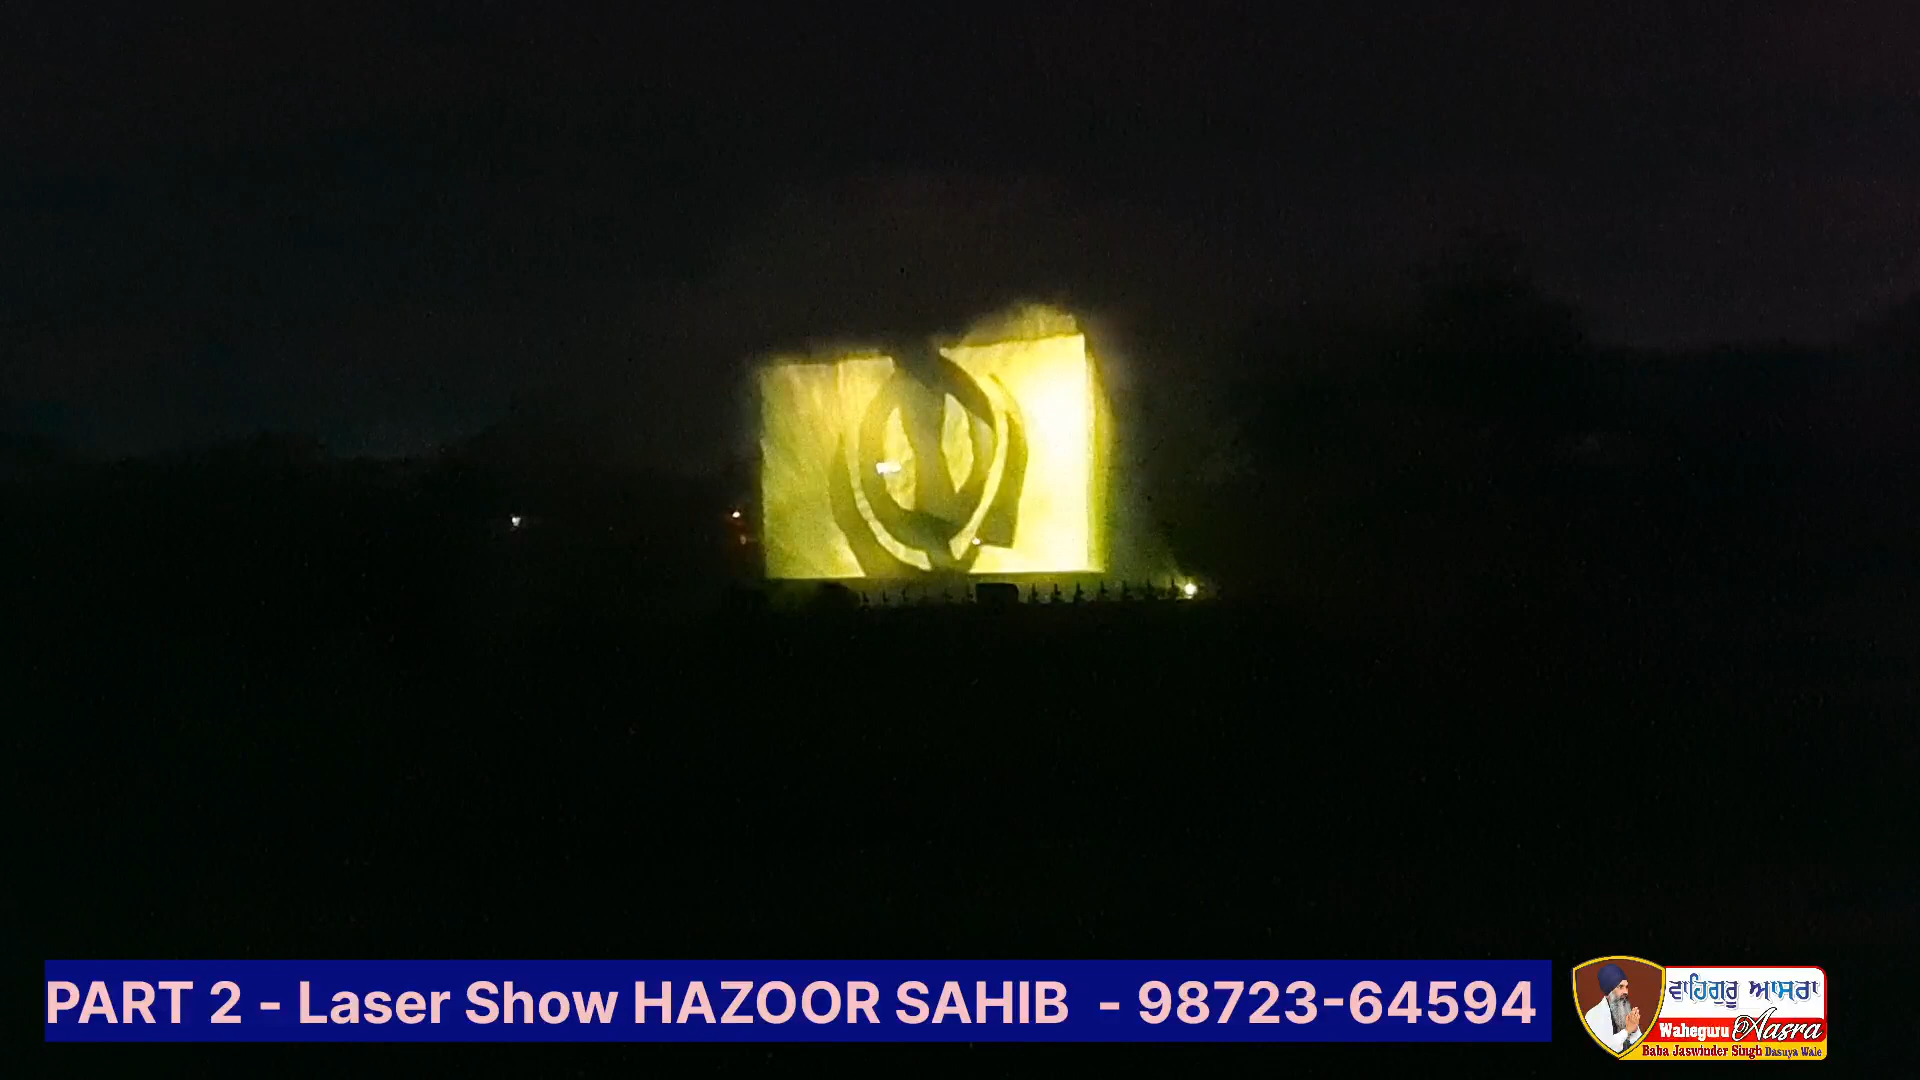 PART 2 - Laser Show HAZOOR SAHIB - 98723-64594
ਵਾਹਿਗੁਰੂ ਆਸਰਾ
Waheguru Aasra
Baba Jaswinder Singh Dasuya Wale